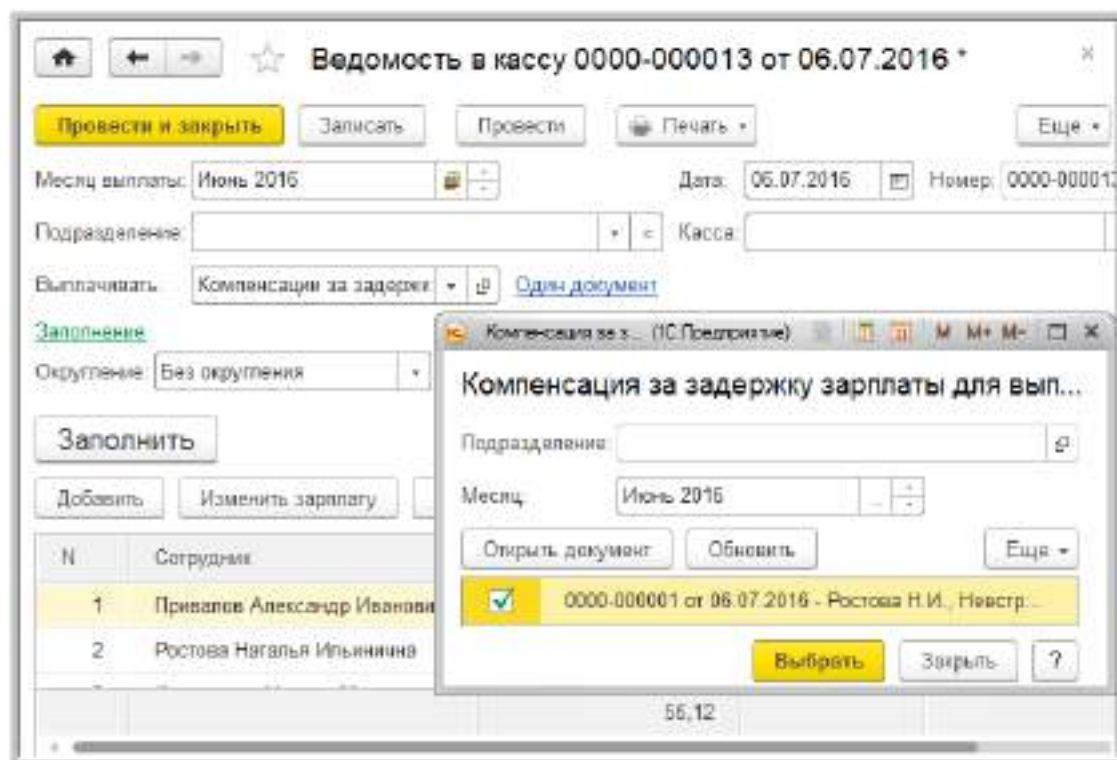 Ведомость в кассу 0000-000013 от 06.07.2016 *
Провести и закрыть Записать Провести Печать Еще
Месяц выплаты: Июнь 2016 Дата: 06.07.2016 Номер: 0000-000013
Подразделение: Касса:
Выплачивать: Компенсации за задержк Один документ
Заполнение
Округление: Без округления
Заполнить
Добавить Изменить зарплату
N Сотрудник
1 Привалов Александр Иванови
2 Ростова Наталья Ильинична
56,12
Компенсация за з... (1С:Предприятие) M M+ M-
Компенсация за задержку зарплаты для вып...
Подразделение:
Месяц: Июнь 2016 ...
Открыть документ Обновить Еще
0000-000001 от 06.07.2016 - Ростова Н.И., Невстр...
Выбрать Закрыть ?